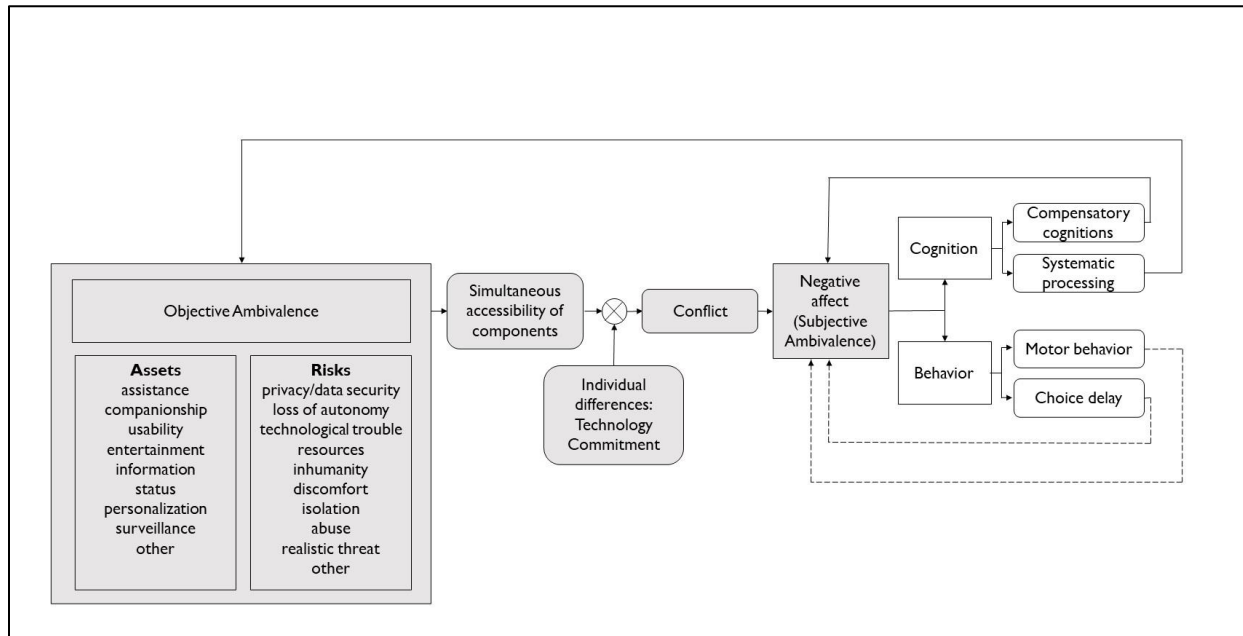 Objective Ambivalence
Assets
assistance
companionship
usability
entertainment
information
status
personalization
surveillance
other
Risks
privacy/data security
loss of autonomy
technological trouble
resources
inhumanity
discomfort
isolation
abuse
realistic threat
other
Simultaneous
accessibility of
components
Individual
differences:
Technology
Commitment
Conflict
Negative
affect
(Subjective
Ambivalence)
Cognition
Compensatory
cognitions
Systematic
processing
Behavior
Motor behavior
Choice delay